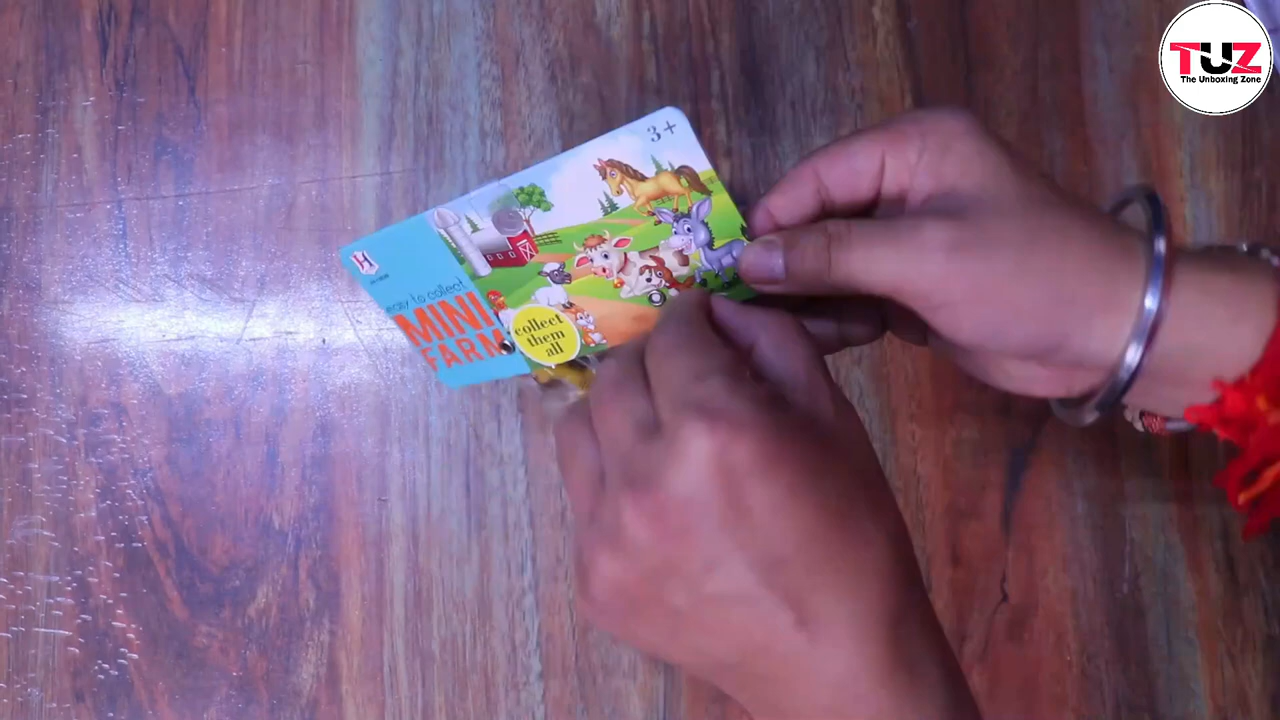 TUZ
The Unboxing Zone
3+
easy to collect
MINI
FARM
collect
them
all